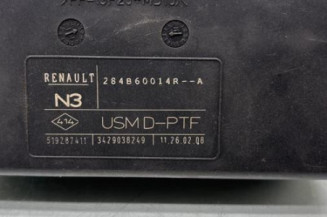 RENAULT 284B60014R--A
N3
USM D-PTF
519287411 3429038249 11.26.02.08